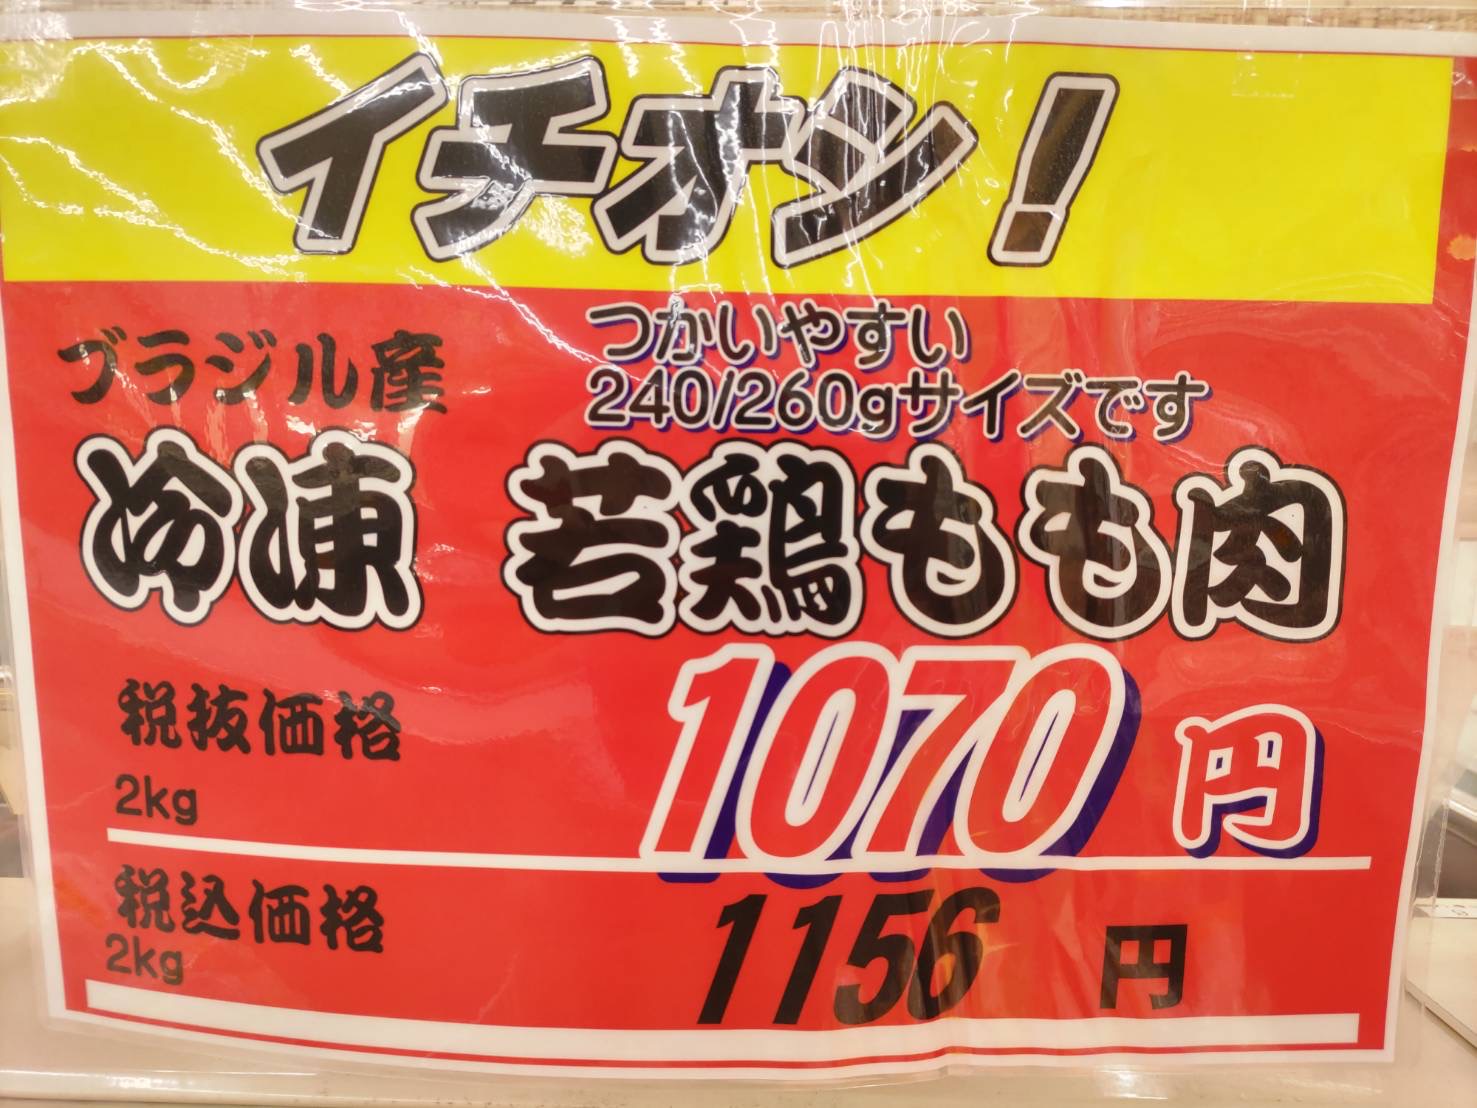 イチオシ!
ブラジル産
つかいやすい
240/260gサイズです
冷凍 若鶏もも肉
税抜価格
2kg
1070円
税込価格
2kg
1156円